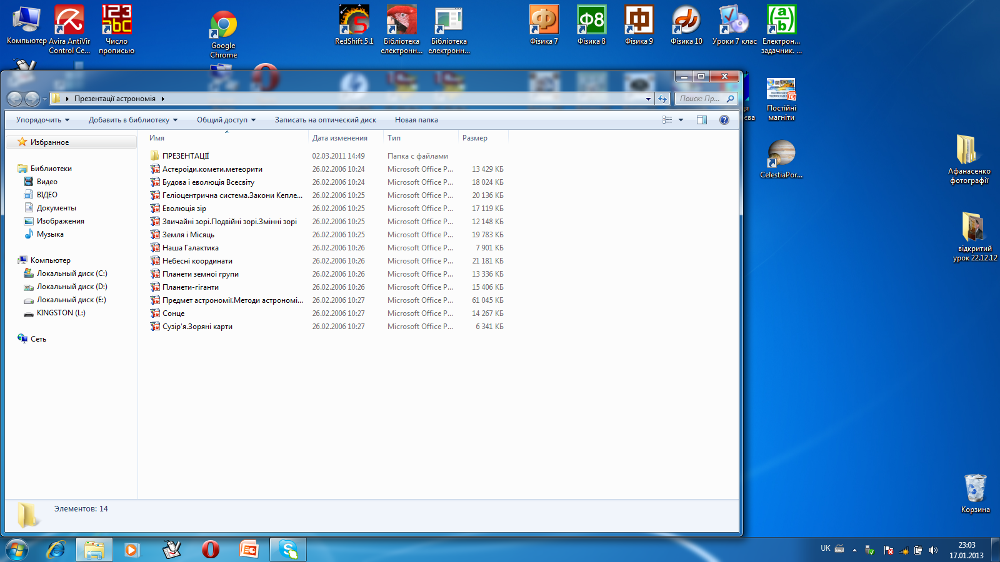 Компьютер
Avira AntiVir
Control Ce...
Число
прописью
Google
Chrome
RedShift 5.1
Бібліотека
електронн...
Бібліотека
електронн...
Фізика 7
Фізика 8
Фізика 9
Фізика 10
Уроки 7 клас
Електрон...
задачник. ...
Презентації астрономія
Поиск: Пр...
Постійні
магніти
CelestiaPor...
Афанасенко
фотографії
відкритий
урок 22.12.12
Корзина
Упорядочить
Добавить в библиотеку
Общий доступ
Записать на оптический диск
Новая папка
Избранное
Библиотеки
Видео
ВІДЕО
Документы
Изображения
Музыка
Компьютер
Локальный диск (C:)
Локальный диск (D:)
Локальный диск (E:)
KINGSTON (L:)
Сеть
Имя Дата изменения Тип Размер
ПРЕЗЕНТАЦІЇ 02.03.2011 14:49 Папка с файлами
Астероїди.комети.метеорити 26.02.2006 10:24 Microsoft Office P... 13 429 КБ
Будова і еволюція Всесвіту 26.02.2006 10:24 Microsoft Office P... 18 024 КБ
Геліоцентрична система.Закони Кепле... 26.02.2006 10:25 Microsoft Office P... 20 136 КБ
Еволюція зір 26.02.2006 10:25 Microsoft Office P... 17 119 КБ
Звичайні зорі.Подвійні зорі.Змінні зорі 26.02.2006 10:25 Microsoft Office P... 12 148 КБ
Земля і Місяць 26.02.2006 10:25 Microsoft Office P... 19 783 КБ
Наша Галактика 26.02.2006 10:26 Microsoft Office P... 7 901 КБ
Небесні координати 26.02.2006 10:26 Microsoft Office P... 21 181 КБ
Планети земної групи 26.02.2006 10:26 Microsoft Office P... 13 336 КБ
Планети-гіганти 26.02.2006 10:26 Microsoft Office P... 15 406 КБ
Предмет астрономії.Методи астрономі... 26.02.2006 10:27 Microsoft Office P... 61 045 КБ
Сонце 26.02.2006 10:27 Microsoft Office P... 14 267 КБ
Сузір'я.Зоряні карти 26.02.2006 10:27 Microsoft Office P... 6 341 КБ
Элементов: 14
UK
23:03
17.01.2013